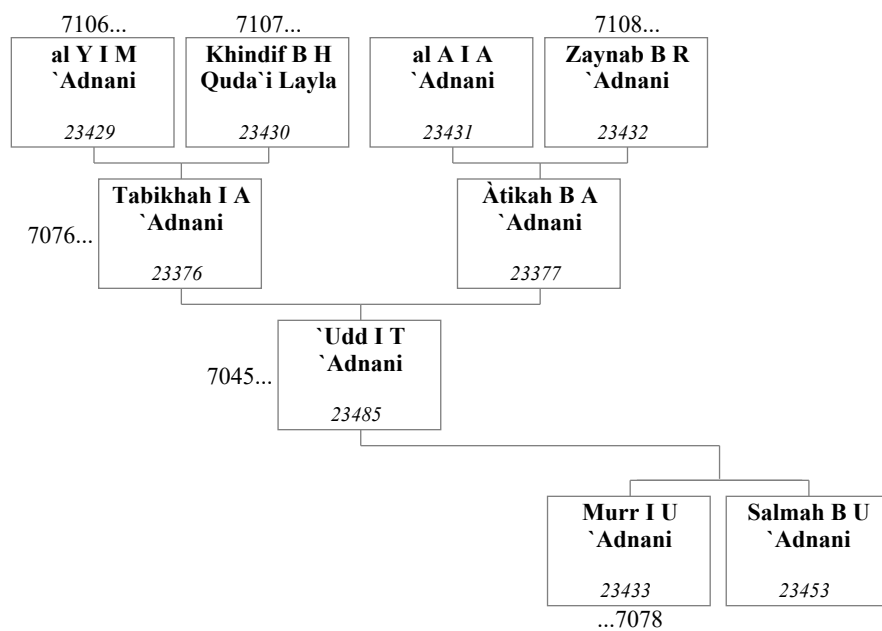 7106...
7107...
7108...
al Y I M
`Adnani
23429
Khindif B H
Quda`i Layla
23430
al A I A
`Adnani
23431
Zaynab B R
`Adnani
23432
7076...
Tabikhah I A
`Adnani
23376
Àtikah B A
`Adnani
23377
7045...
`Udd I T
`Adnani
23485
Murr I U
`Adnani
23433
Salmah B U
`Adnani
23453
...7078